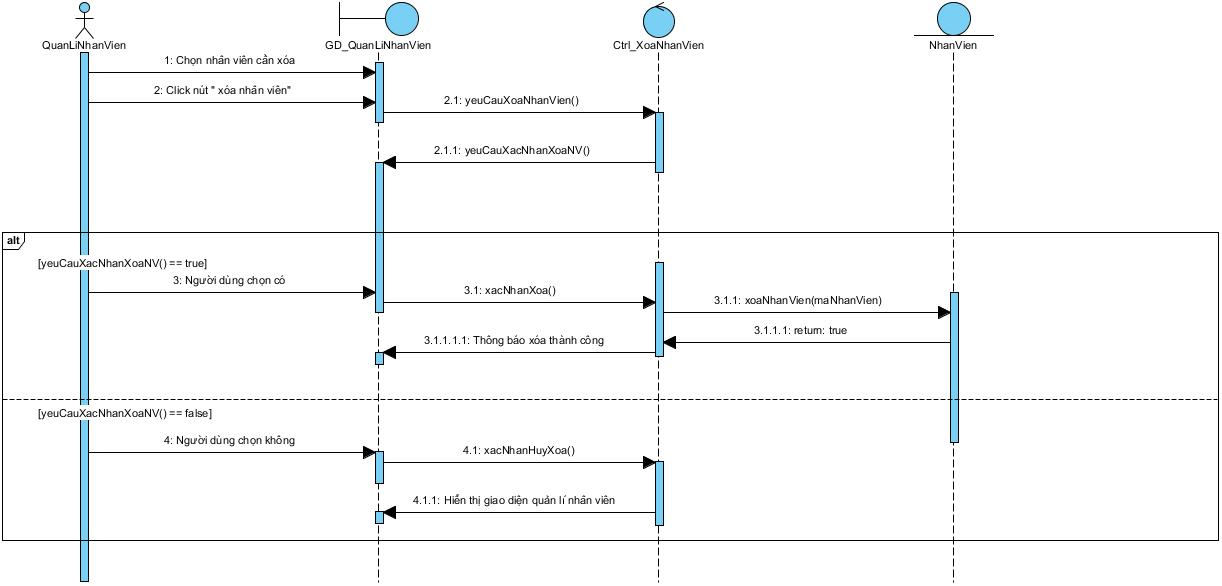 QuanLiNhanVien
GD_QuanLiNhanVien
Ctrl_XoaNhanVien
NhanVien
1: Chọn nhân viên cần xóa
2: Click nút " xóa nhân viên"
2.1: yeuCauXoaNhanVien()
2.1.1: yeuCauXacNhanXoaNV()
alt
[yeuCauXacNhanXoaNV() == true]
3: Người dùng chọn có
3.1: xacNhanXoa()
3.1.1: xoaNhanVien(maNhanVien)
3.1.1.1: return: true
3.1.1.1.1: Thông báo xóa thành công
[yeuCauXacNhanXoaNV() == false]
4: Người dùng chọn không
4.1: xacNhanHuyXoa()
4.1.1: Hiển thị giao diện quản lí nhân viên